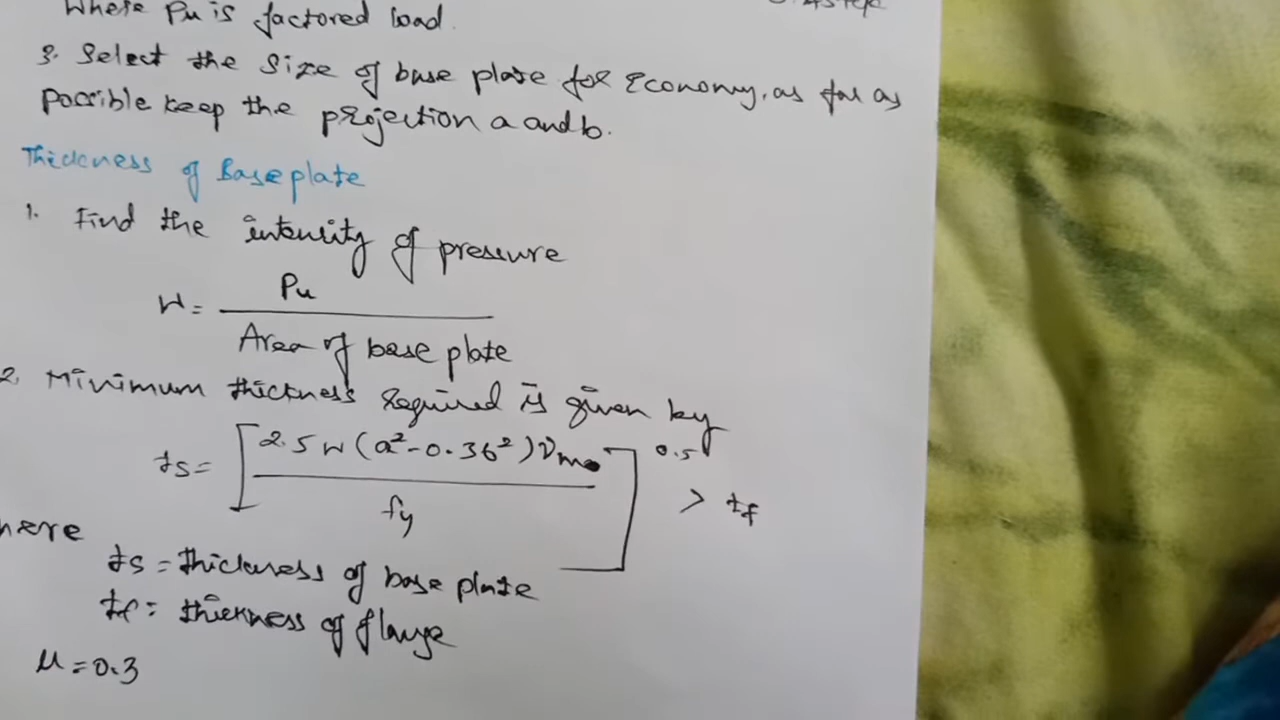 where Pu is factored load.
3. Select the size of base plate for Economy, as far as
possible keep the projection a and b.
Thickness of Base plate
1. Find the intensity of pressure
W = Pu / Area of base plate
2. Minimum thickness required is given by
ts = [2.5 W (a² - 0.3b²) γmo / fy]^0.5 > tf
here
ts = thickness of base plate
tf = thickness of flange
μ = 0.3